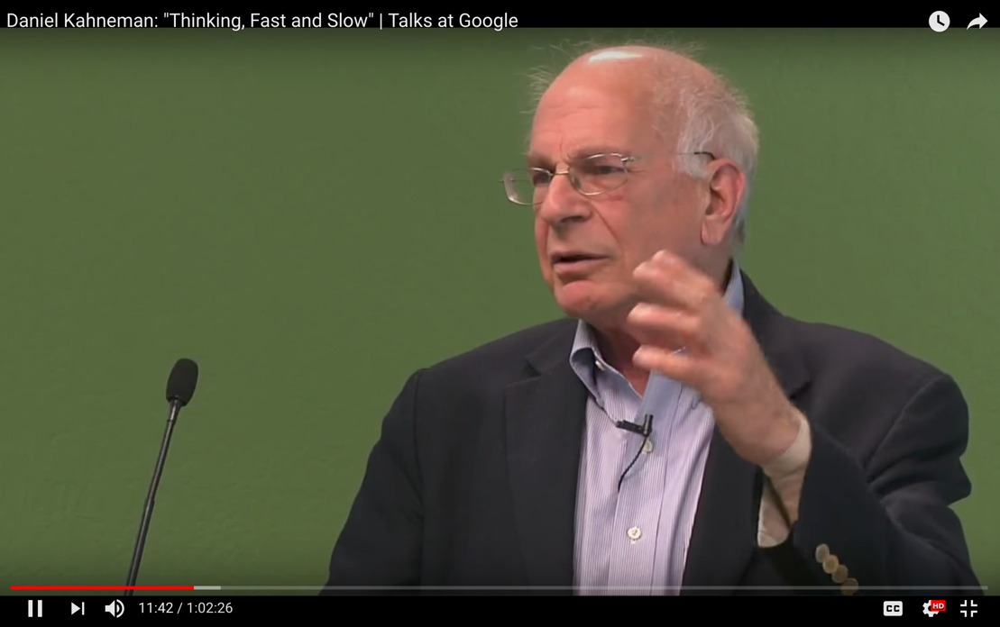 Daniel Kahneman: "Thinking, Fast and Slow" | Talks at Google
11:42 / 1:02:26
CC
HD